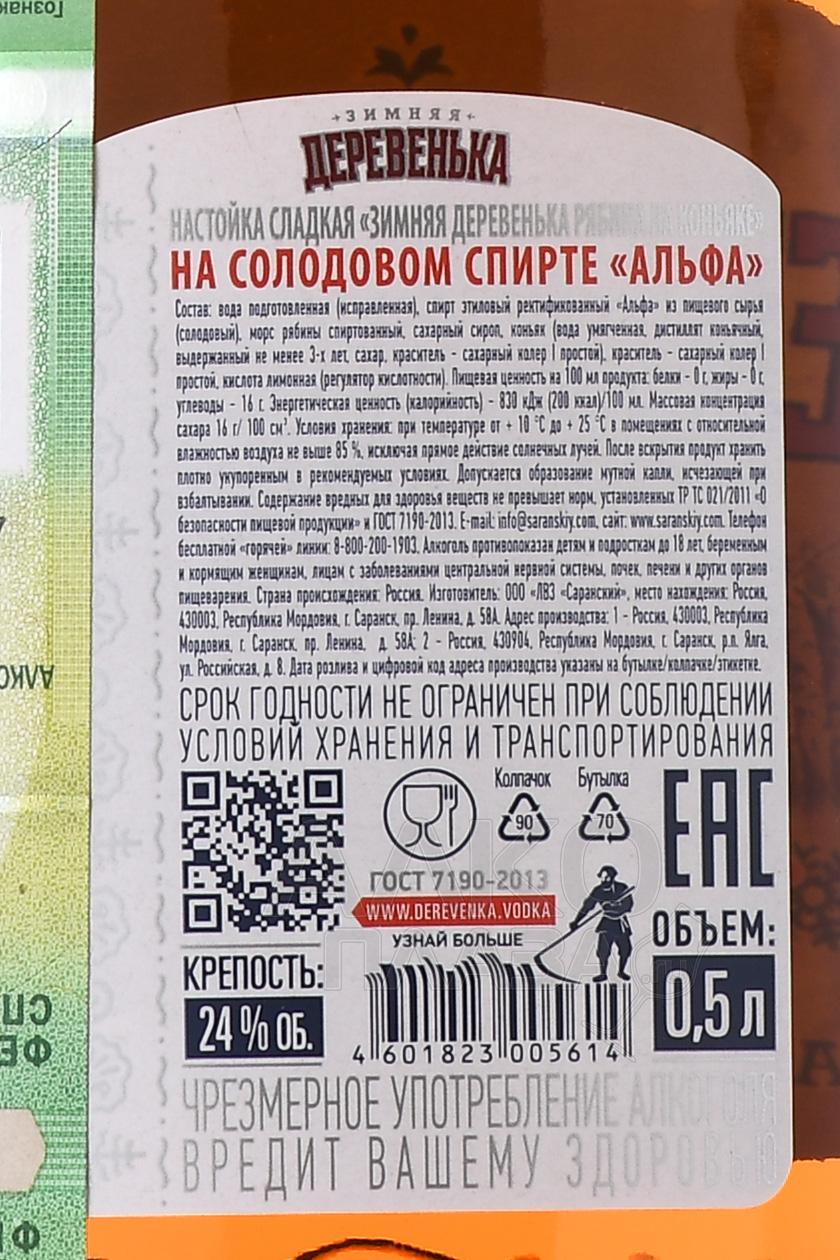 Гознак
ЗИМНЯЯ
ДЕРЕВЕНЬКА
НАСТОЙКА СЛАДКАЯ «ЗИМНЯЯ ДЕРЕВЕНЬКА РЯБИНА НА КОНЬЯКЕ»
НА СОЛОДОВОМ СПИРТЕ «АЛЬФА»
Состав: вода подготовленная (исправленная), спирт этиловый ректификованный «Альфа» из пищевого сырья
(солодовый), морс рябины спиртованный, сахарный сироп, коньяк (вода умягченная, дистиллят коньячный,
выдержанный не менее 3-х лет, сахар, краситель - сахарный колер I простой), краситель - сахарный колер I
простой, кислота лимонная (регулятор кислотности). Пищевая ценность на 100 мл продукта: белки - 0 г, жиры - 0 г,
углеводы - 16 г. Энергетическая ценность (калорийность) - 830 кДж (200 ккал)/100 мл. Массовая концентрация
сахара 16 г/ 100 см³. Условия хранения: при температуре от + 10 °С до + 25 °С в помещениях с относительной
влажностью воздуха не выше 85 %, исключая прямое действие солнечных лучей. После вскрытия продукт хранить
плотно укупоренным в рекомендуемых условиях. Допускается образование мутной капли, исчезающей при
взбалтывании. Содержание вредных для здоровья веществ не превышает норм, установленных ТР ТС 021/2011 «О
безопасности пищевой продукции» и ГОСТ 7190-2013. E-mail: info@saranskiy.com, сайт: www.saranskiy.com. Телефон
бесплатной «горячей» линии: 8-800-200-1903. Алкоголь противопоказан детям и подросткам до 18 лет, беременным
и кормящим женщинам, лицам с заболеваниями центральной нервной системы, почек, печени и других органов
пищеварения. Страна происхождения: Россия. Изготовитель: ООО «ЛВЗ «Саранский», место нахождения: Россия,
430003, Республика Мордовия, г. Саранск, пр. Ленина, д. 58А. Адрес производства: 1 - Россия, 430003, Республика
Мордовия, г. Саранск, пр. Ленина, д. 58А; 2 - Россия, 430904, Республика Мордовия, г. Саранск, р.п. Ялга,
ул. Российская, д. 8. Дата розлива и цифровой код адреса производства указаны на бутылке/колпачке/этикетке.
СРОК ГОДНОСТИ НЕ ОГРАНИЧЕН ПРИ СОБЛЮДЕНИИ
УСЛОВИЙ ХРАНЕНИЯ И ТРАНСПОРТИРОВАНИЯ
Колпачок Бутылка
90 70
EAC
ГОСТ 7190-2013
WWW.DEREVENKA.VODKA
УЗНАЙ БОЛЬШЕ
КРЕПОСТЬ:
24 % ОБ.
ОБЪЕМ:
0,5 л
4 601823 005614
ЧРЕЗМЕРНОЕ УПОТРЕБЛЕНИЕ АЛКОГОЛЯ
ВРЕДИТ ВАШЕМУ ЗДОРОВЬЮ